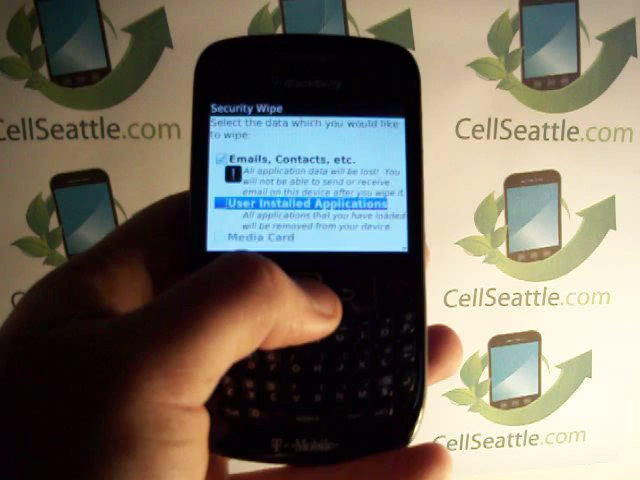 CellSeattle.com
CellSeattle.com
CellSeattle.com
CellSeattle.com
BlackBerry
Security Wipe
Select the data which you would like
to wipe:
Emails, Contacts, etc.
All application data will be lost! You
will not be able to send or receive
email on this device after you wipe it.
User Installed Applications
All applications that you have loaded
will be removed from your device.
Media Card
T··Mobile·